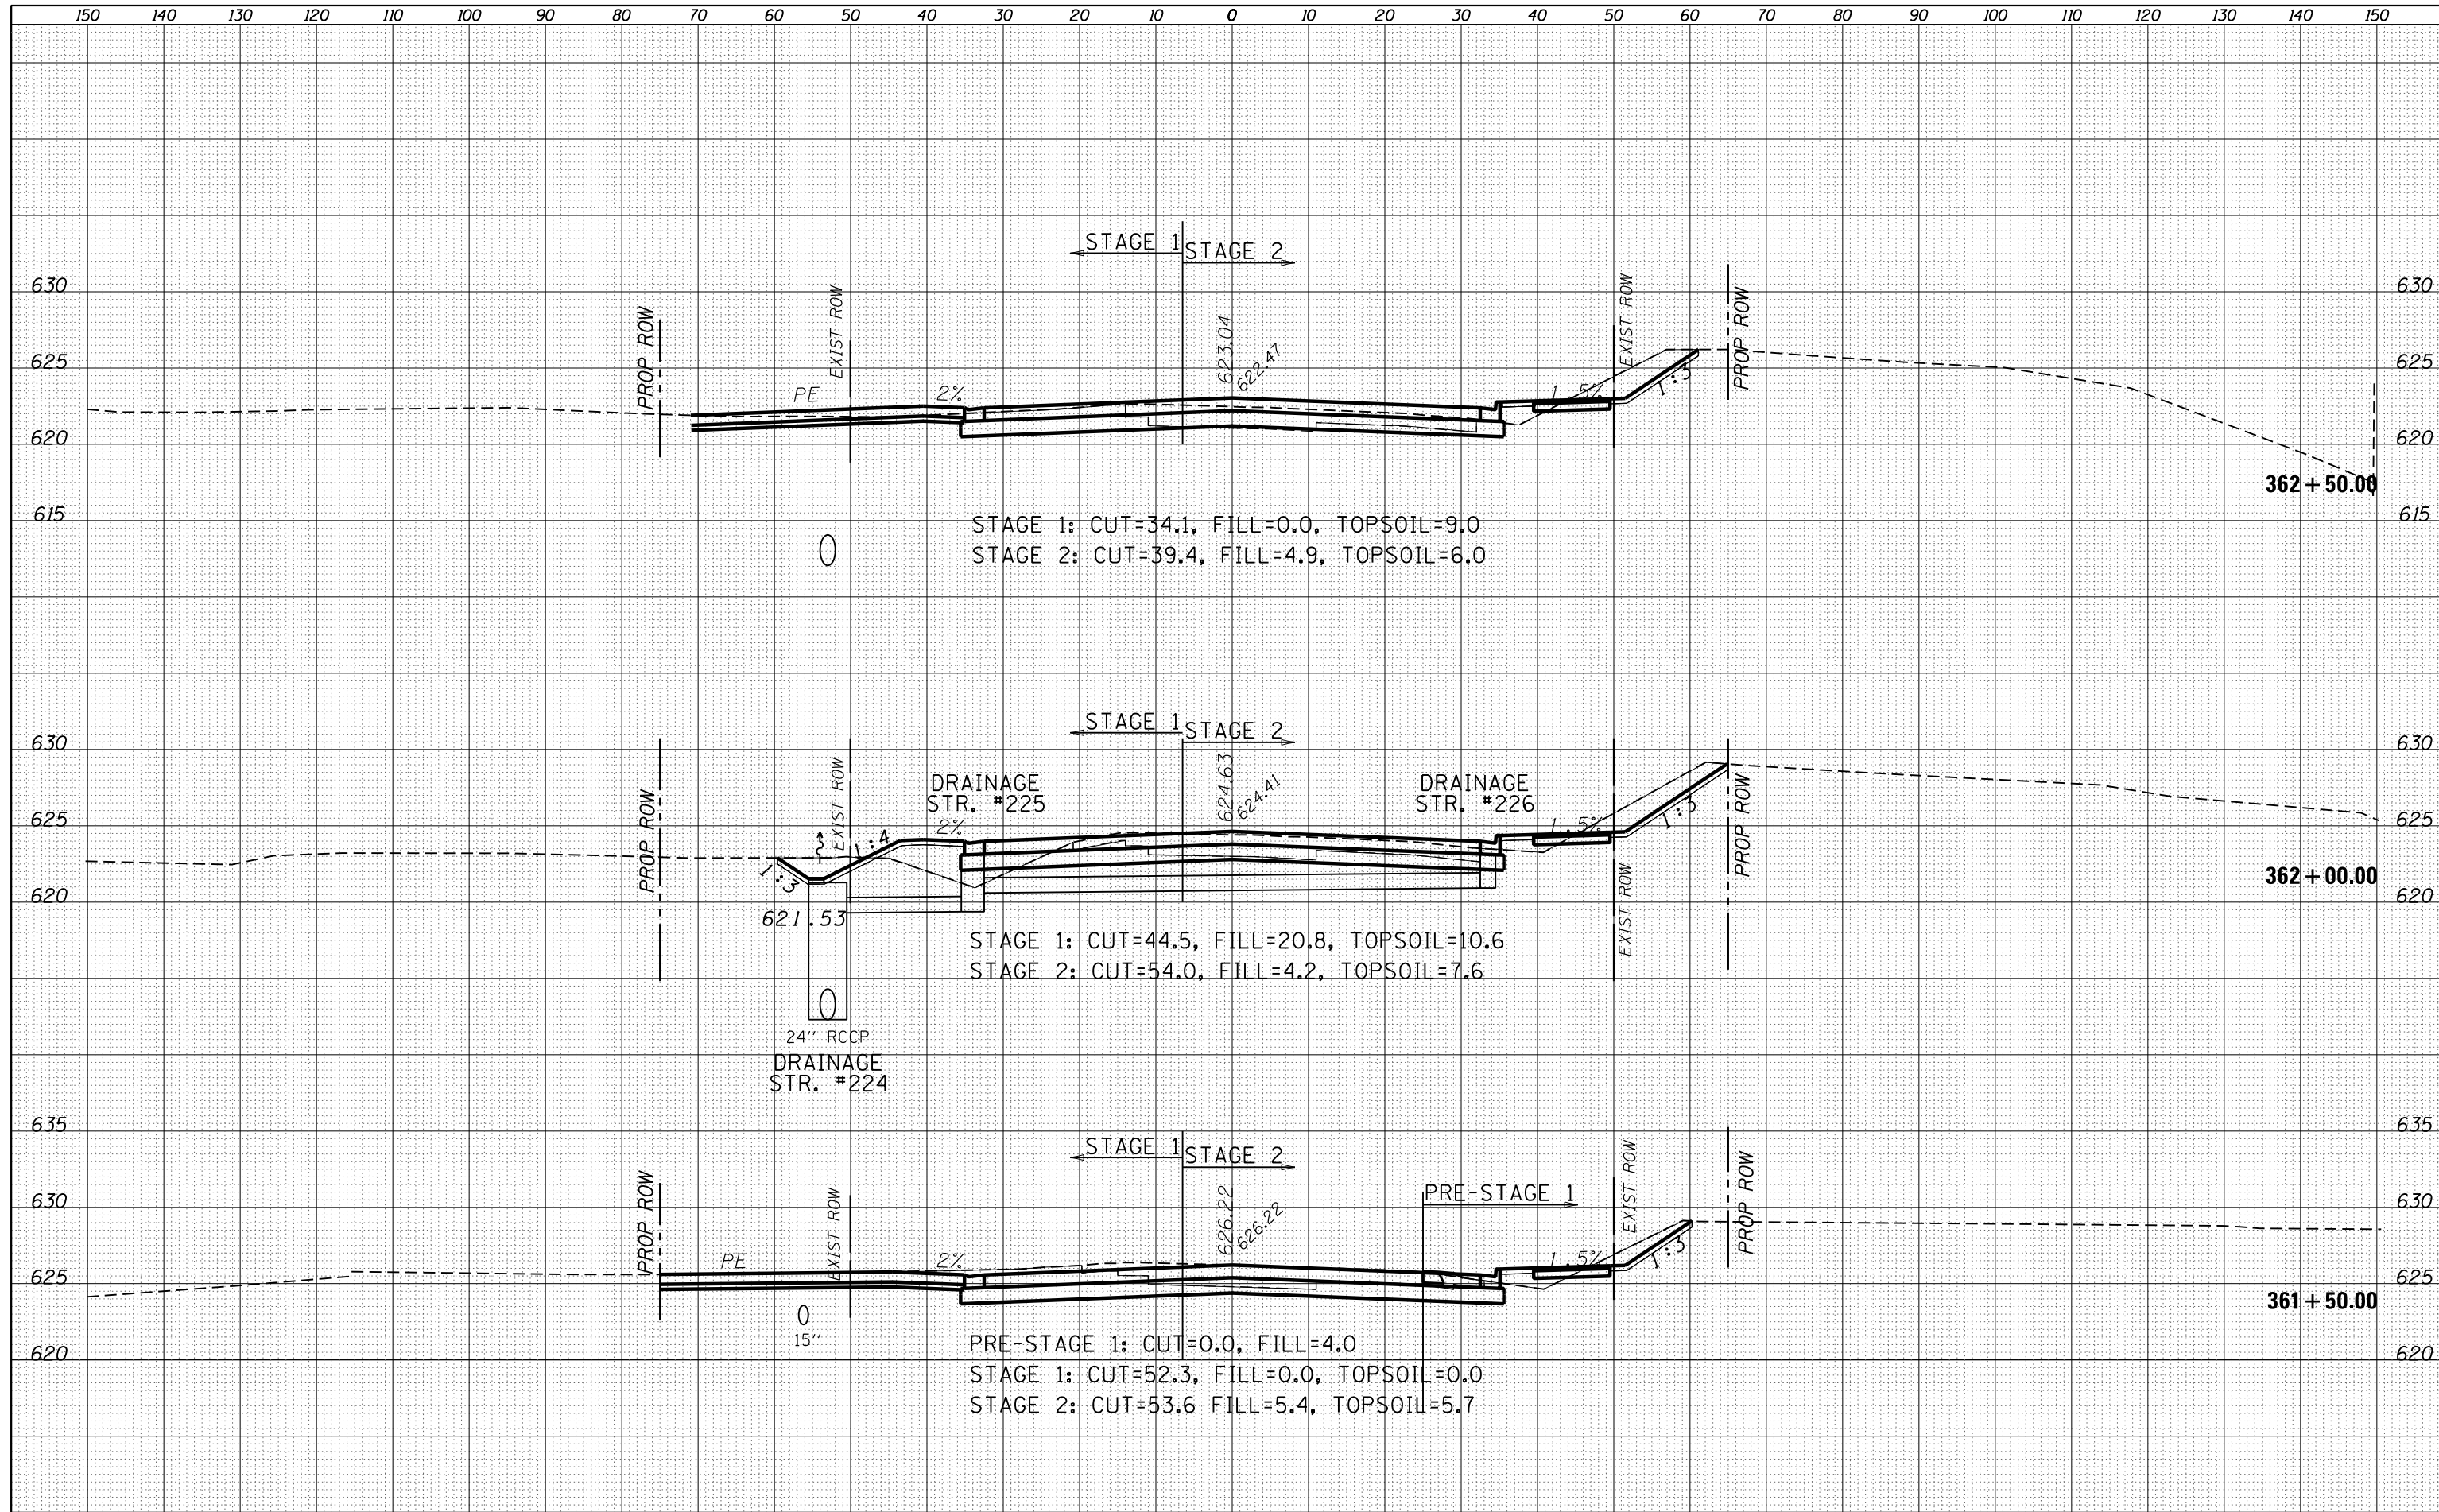 150 140 130 120 110 100 90 80 70 60 50 40 30 20 10 0 10 20 30 40 50 60 70 80 90 100 110 120 130 140 150
STAGE 1
STAGE 2
630
EXIST ROW
EXIST ROW
PROP ROW
630
PROP ROW
623.04
622.47
625
625
PE
2%
1.5%
1:3
620
620
362+50.00
615
STAGE 1: CUT=34.1, FILL=0.0, TOPSOIL=9.0
615
STAGE 2: CUT=39.4, FILL=4.9, TOPSOIL=6.0
STAGE 1
STAGE 2
630
630
EXIST ROW
DRAINAGE
STR. #225
624.63
624.41
DRAINAGE
STR. #226
PROP ROW
PROP ROW
625
1:4
2%
1.5%
1:3
625
1:3
362+00.00
620
621.53
EXIST ROW
620
STAGE 1: CUT=44.5, FILL=20.8, TOPSOIL=10.6
STAGE 2: CUT=54.0, FILL=4.2, TOPSOIL=7.6
24'' RCCP
DRAINAGE
STR. #224
635
635
STAGE 1
STAGE 2
630
PROP ROW
EXIST ROW
626.22
626.22
PRE-STAGE 1
EXIST ROW
PROP ROW
630
PE
2%
1.5%
1:3
625
625
361+50.00
15''
PRE-STAGE 1: CUT=0.0, FILL=4.0
620
620
STAGE 1: CUT=52.3, FILL=0.0, TOPSOIL=0.0
STAGE 2: CUT=53.6 FILL=5.4, TOPSOIL=5.7